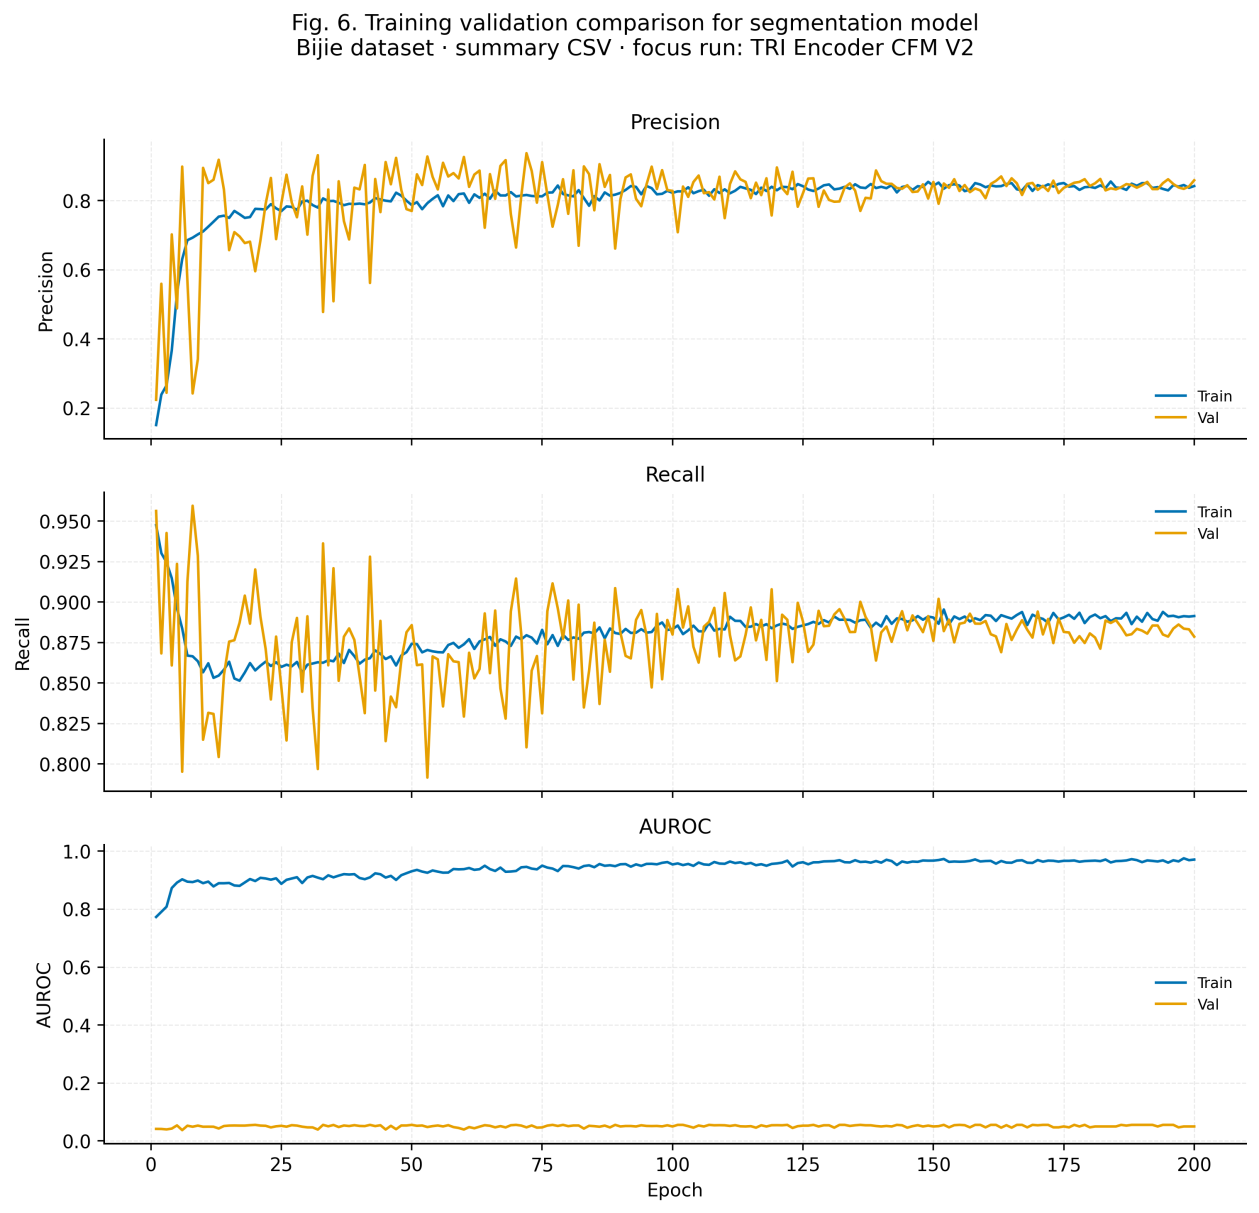 Fig. 6. Training validation comparison for segmentation model
Bijie dataset · summary CSV · focus run: TRI Encoder CFM V2
Precision
Precision
0.8
0.6
0.4
0.2
Train
Val
Recall
Recall
0.950
0.925
0.900
0.875
0.850
0.825
0.800
Train
Val
AUROC
AUROC
1.0
0.8
0.6
0.4
0.2
0.0
Train
Val
0 25 50 75 100 125 150 175 200
Epoch